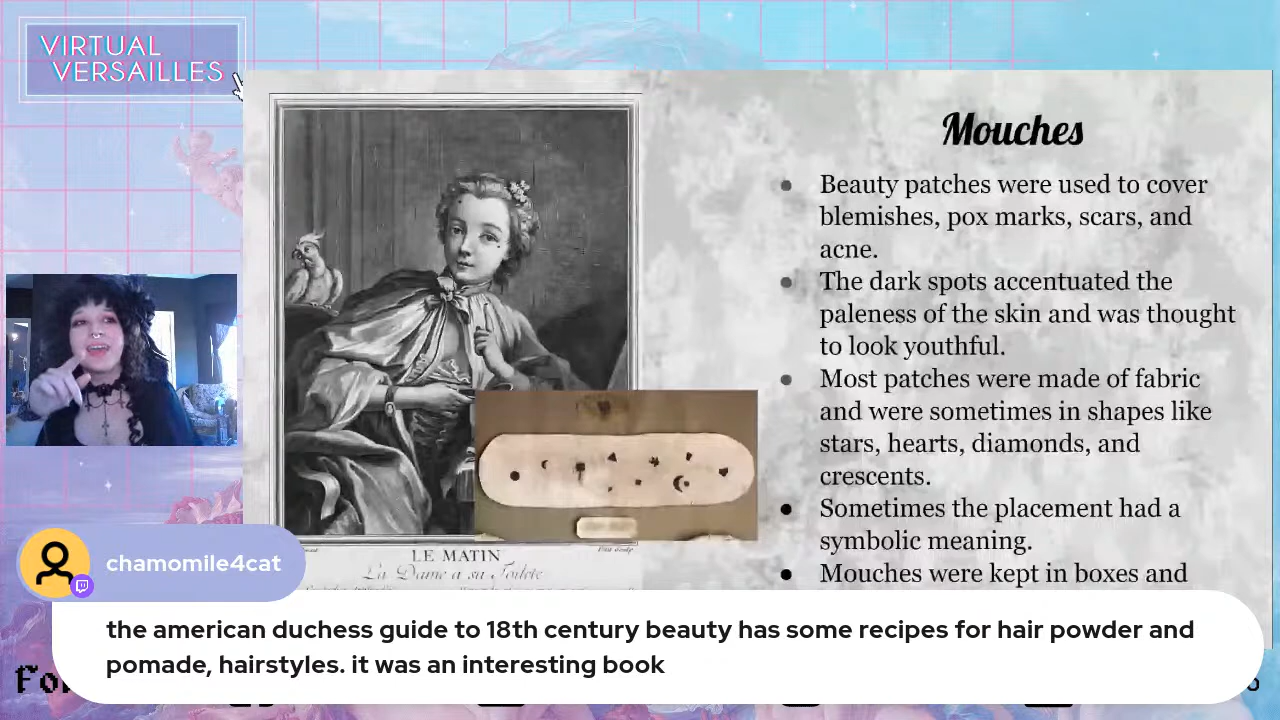 VIRTUAL
VERSAILLES
Mouches
Beauty patches were used to cover
blemishes, pox marks, scars, and
acne.
The dark spots accentuated the
paleness of the skin and was thought
to look youthful.
Most patches were made of fabric
and were sometimes in shapes like
stars, hearts, diamonds, and
crescents.
Sometimes the placement had a
symbolic meaning.
Mouches were kept in boxes and
LE MATIN
La Dame a sa Toilete
chamomile4cat
the american duchess guide to 18th century beauty has some recipes for hair powder and
pomade, hairstyles. it was an interesting book